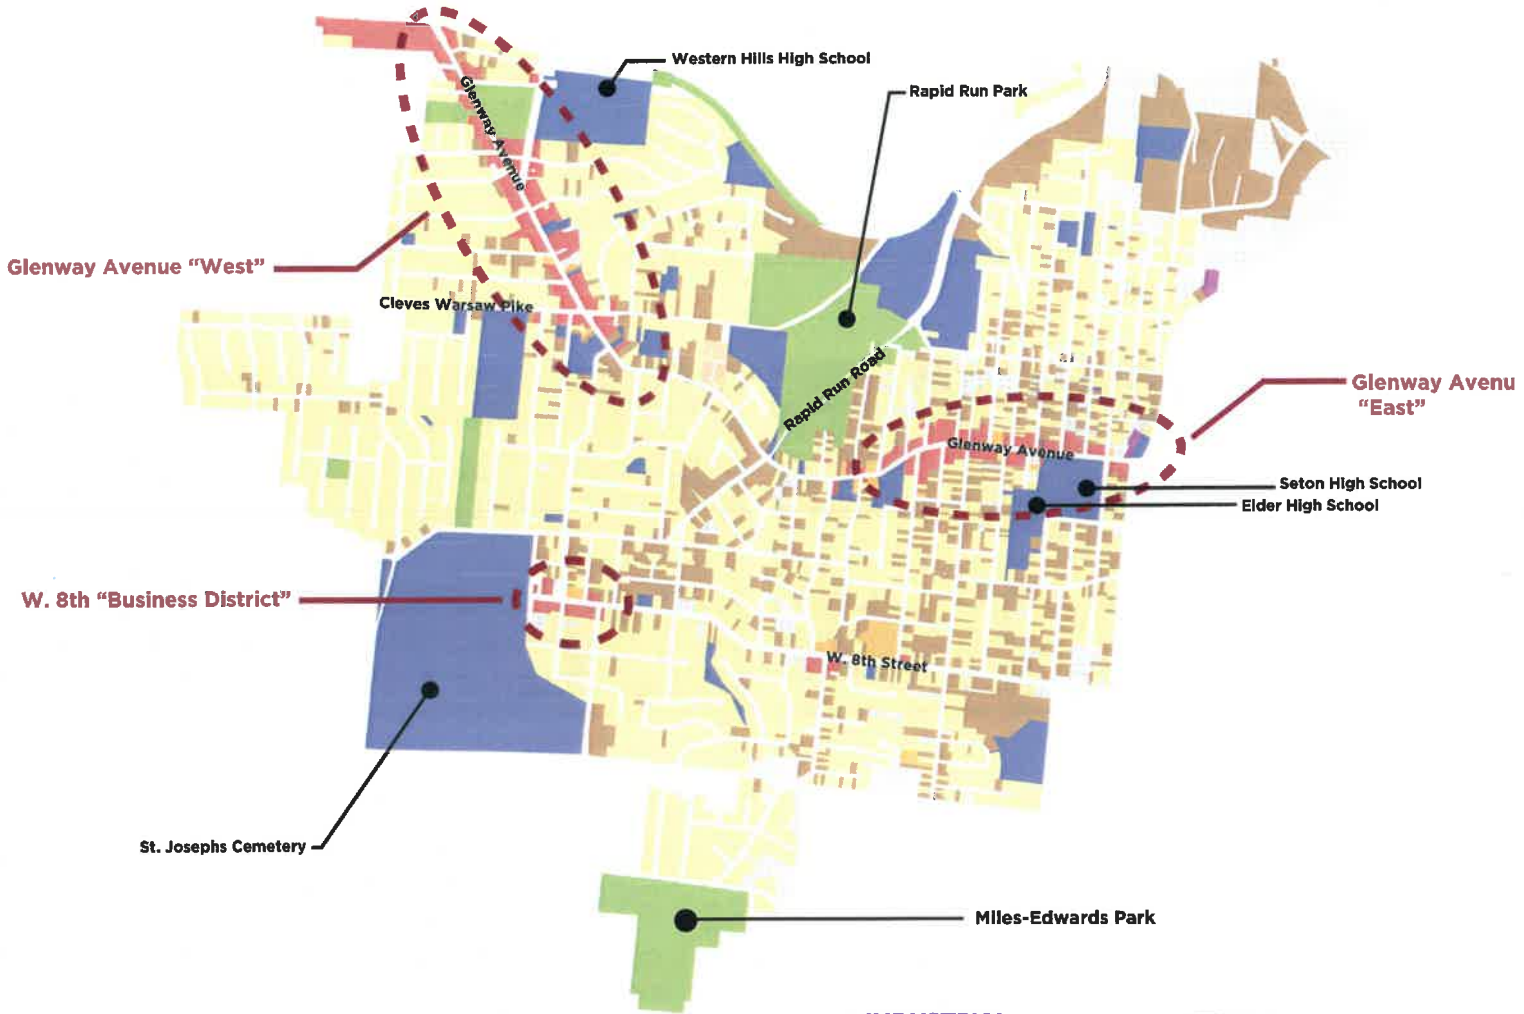 Western Hills High School
Rapid Run Park
Glenway Avenue
Glenway Avenue “West”
Cleves Warsaw Pike
Rapid Run Road
Glenway Avenu
“East”
Glenway Avenue
Seton High School
Elder High School
W. 8th “Business District”
W. 8th Street
St. Josephs Cemetery
Miles-Edwards Park